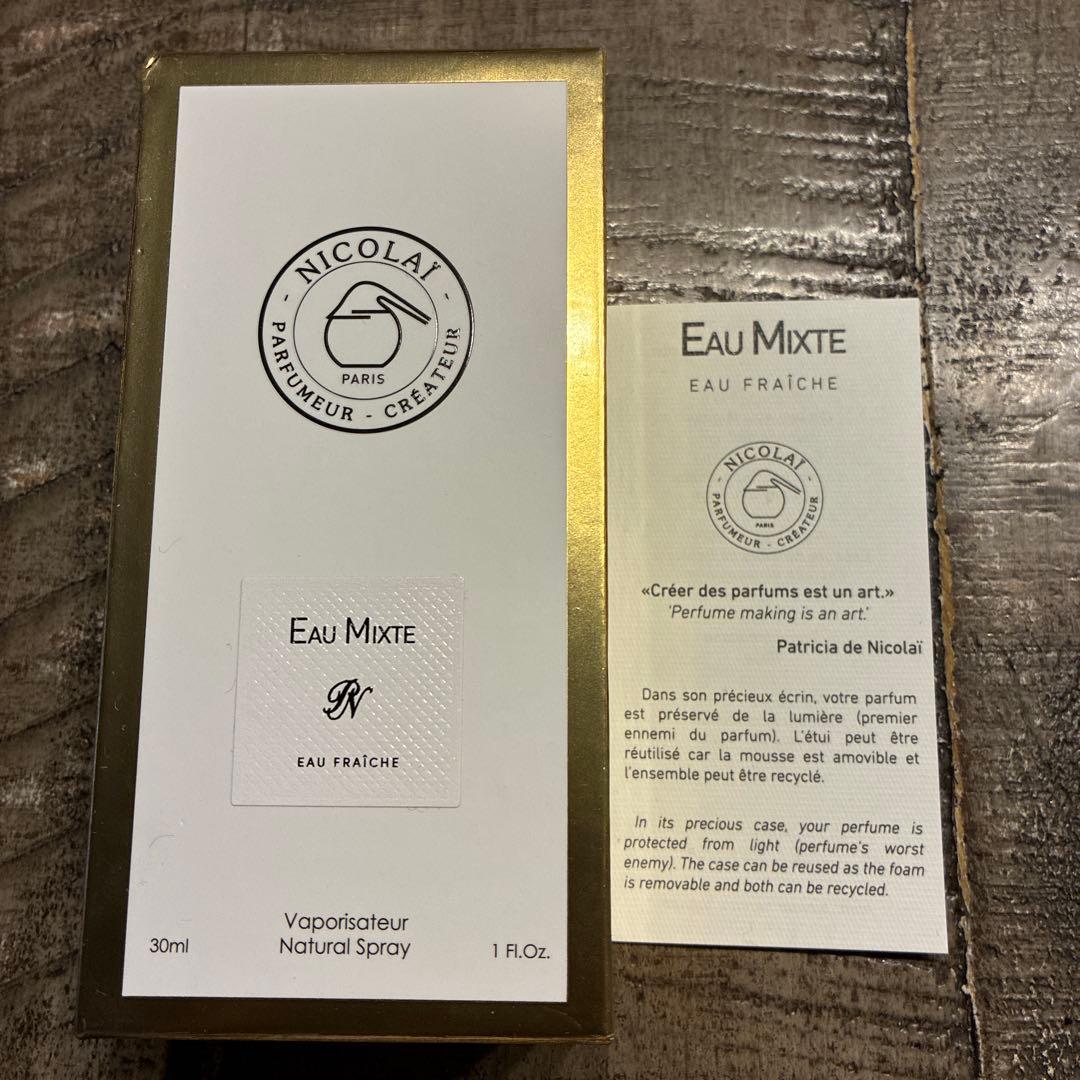 - NICOLAÏ -
PARFUMEUR - CRÉATEUR
PARIS
EAU MIXTE
PN
EAU FRAÎCHE
Vaporisateur
30ml Natural Spray 1 Fl.Oz.
EAU MIXTE
EAU FRAÎCHE
- NICOLAÏ -
PARFUMEUR - CRÉATEUR
PARIS
«Créer des parfums est un art.»
'Perfume making is an art.'
Patricia de Nicolaï
Dans son précieux écrin, votre parfum
est préservé de la lumière (premier
ennemi du parfum). L'étui peut être
réutilisé car la mousse est amovible et
l'ensemble peut être recyclé.
In its precious case, your perfume is
protected from light (perfume's worst
enemy). The case can be reused as the foam
is removable and both can be recycled.